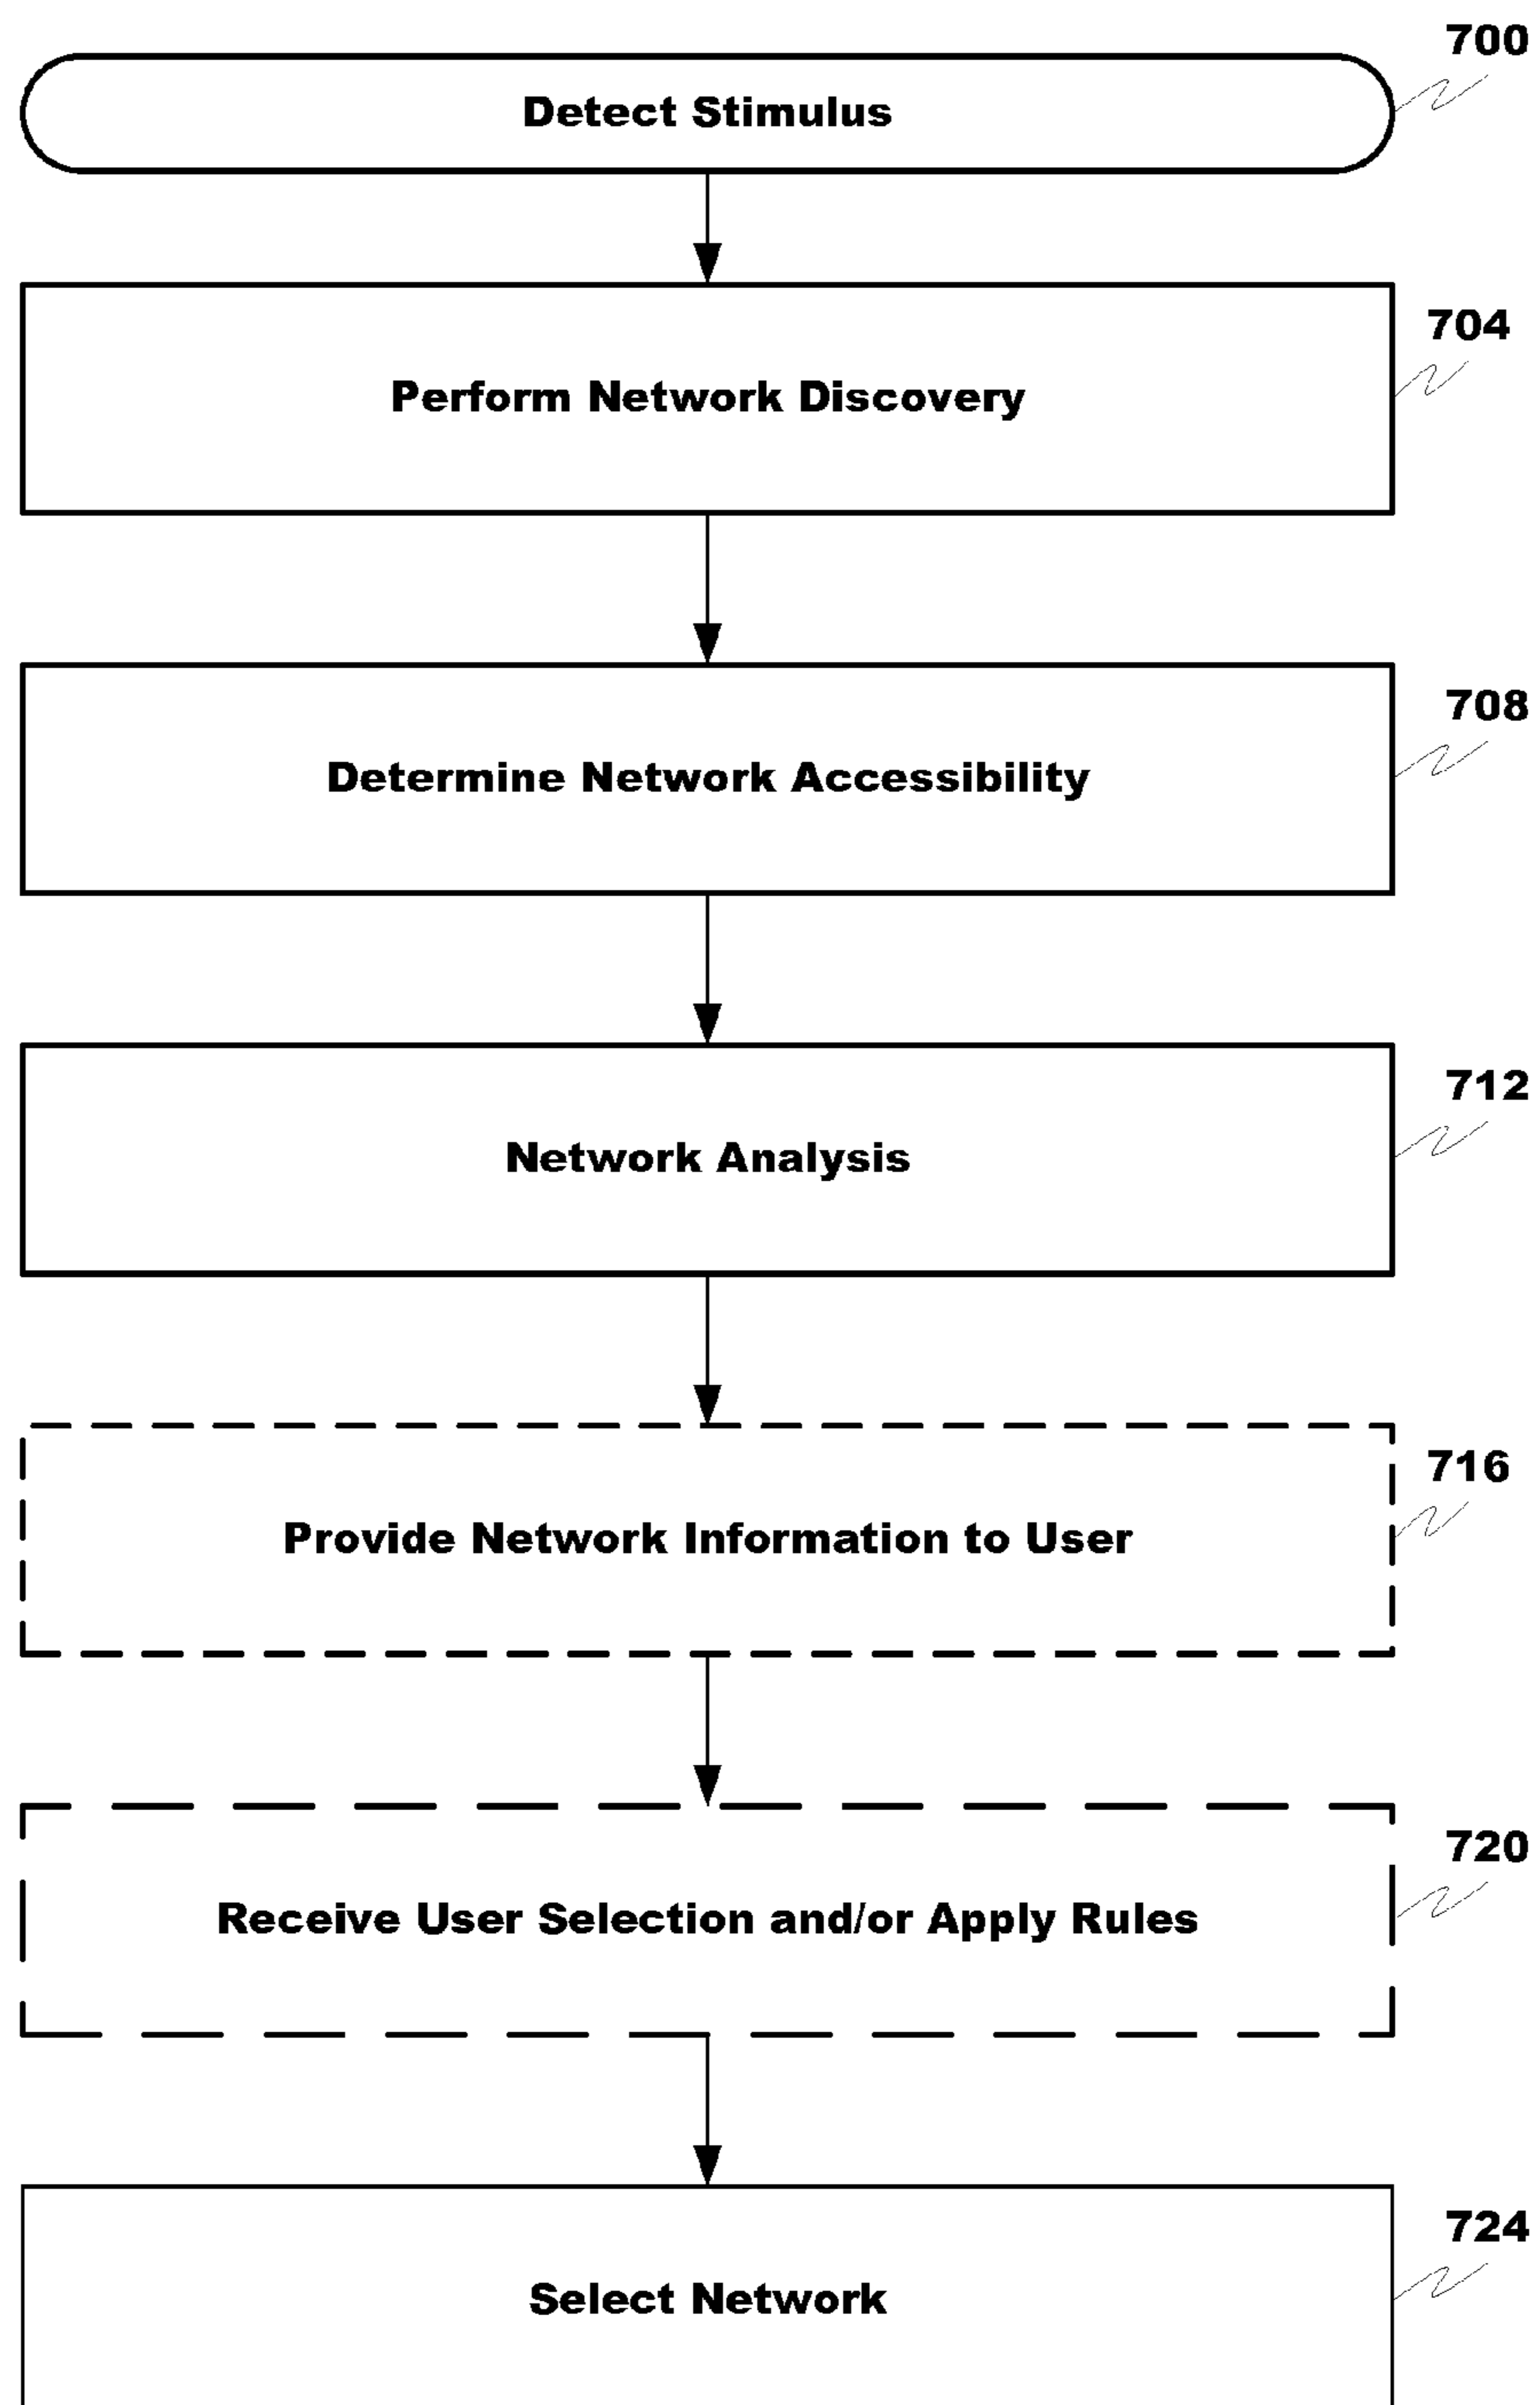 700
Detect Stimulus
704
Perform Network Discovery
708
Determine Network Accessibility
712
Network Analysis
716
Provide Network Information to User
720
Receive User Selection and/or Apply Rules
724
Select Network